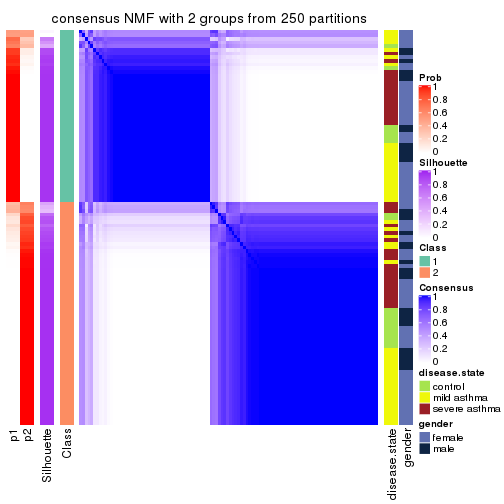 consensus NMF with 2 groups from 250 partitions
Prob
1
0.8
0.6
0.4
0.2
0
Silhouette
1
0.8
0.6
0.4
0.2
0
Class
1
2
Consensus
1
0.8
0.6
0.4
0.2
0
disease.state
control
mild asthma
severe asthma
gender
female
male
p1
p2
Silhouette
Class
disease.state
gender